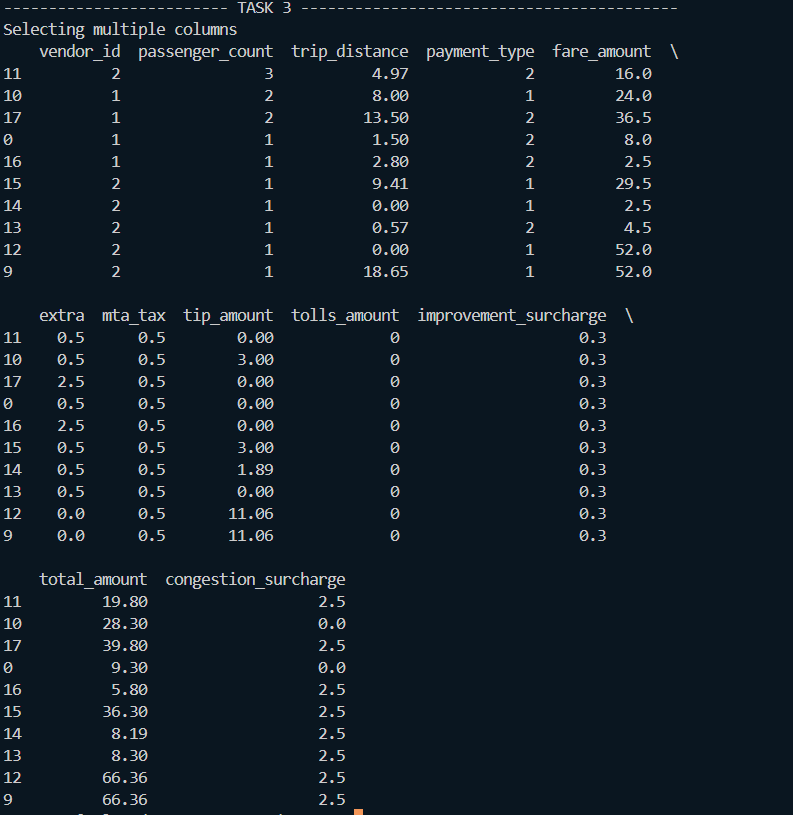 ------------------------- TASK 3 ------------------------------------------
Selecting multiple columns
    vendor_id  passenger_count  trip_distance  payment_type  fare_amount  \
11          2                3           4.97             2         16.0
10          1                2           8.00             1         24.0
17          1                2          13.50             2         36.5
0           1                1           1.50             2          8.0
16          1                1           2.80             2          2.5
15          2                1           9.41             1         29.5
14          2                1           0.00             1          2.5
13          2                1           0.57             2          4.5
12          2                1           0.00             1         52.0
9           2                1          18.65             1         52.0
    extra  mta_tax  tip_amount  tolls_amount  improvement_surcharge  \
11    0.5      0.5        0.00             0                    0.3
10    0.5      0.5        3.00             0                    0.3
17    2.5      0.5        0.00             0                    0.3
0     0.5      0.5        0.00             0                    0.3
16    2.5      0.5        0.00             0                    0.3
15    0.5      0.5        3.00             0                    0.3
14    0.5      0.5        1.89             0                    0.3
13    0.5      0.5        0.00             0                    0.3
12    0.0      0.5       11.06             0                    0.3
9     0.0      0.5       11.06             0                    0.3
    total_amount  congestion_surcharge
11         19.80                   2.5
10         28.30                   0.0
17         39.80                   2.5
0           9.30                   0.0
16          5.80                   2.5
15         36.30                   2.5
14          8.19                   2.5
13          8.30                   2.5
12         66.36                   2.5
9          66.36                   2.5